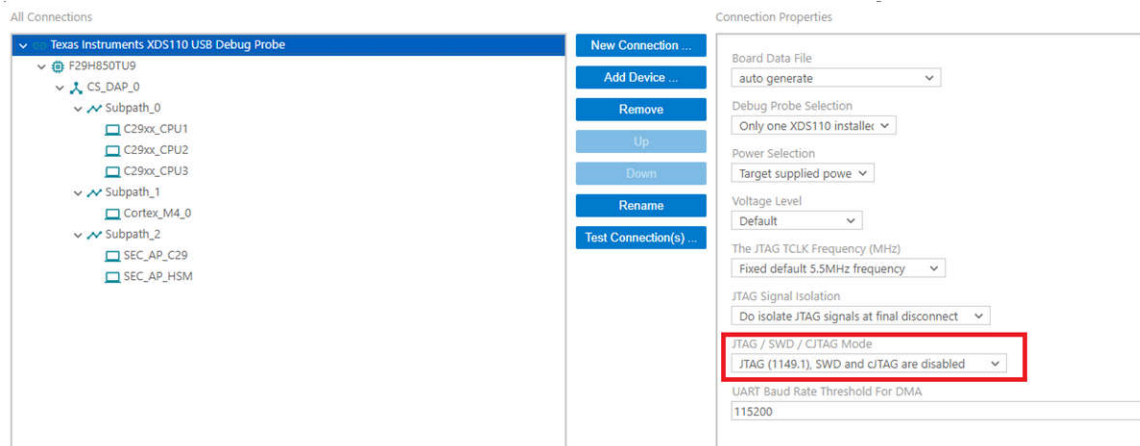 All Connections
Texas Instruments XDS110 USB Debug Probe
F29H850TU9
CS_DAP_0
Subpath_0
C29xx_CPU1
C29xx_CPU2
C29xx_CPU3
Subpath_1
Cortex_M4_0
Subpath_2
SEC_AP_C29
SEC_AP_HSM
New Connection ...
Add Device ...
Remove
Up
Down
Rename
Test Connection(s) ...
Connection Properties
Board Data File
auto generate
Debug Probe Selection
Only one XDS110 installec
Power Selection
Target supplied powe
Voltage Level
Default
The JTAG TCLK Frequency (MHz)
Fixed default 5.5MHz frequency
JTAG Signal Isolation
Do isolate JTAG signals at final disconnect
JTAG / SWD / CJTAG Mode
JTAG (1149.1), SWD and cJTAG are disabled
UART Baud Rate Threshold For DMA
115200